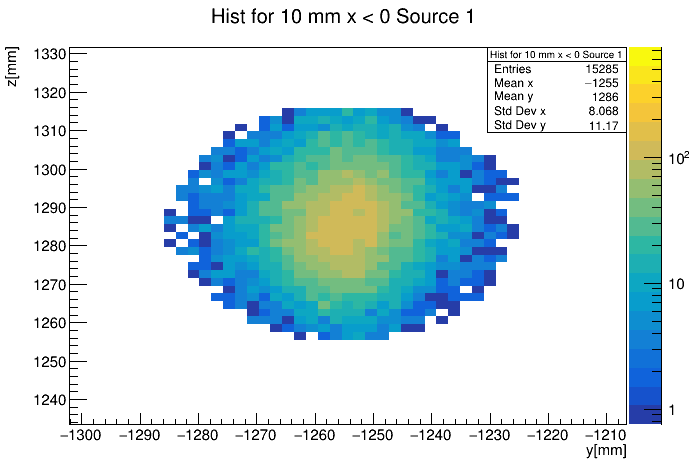 Hist for 10 mm x < 0 Source 1
z[mm]
1330
1320
1310
1300
1290
1280
1270
1260
1250
1240
Hist for 10 mm x < 0 Source 1
Entries 15285
Mean x −1255
Mean y 1286
Std Dev x 8.068
Std Dev y 11.17
10²
10
1
−1300 −1290 −1280 −1270 −1260 −1250 −1240 −1230 −1220 −1210
y[mm]